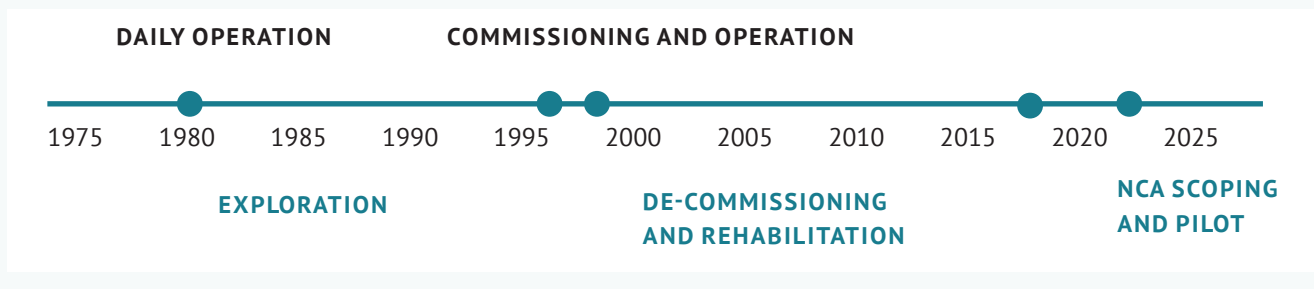 DAILY OPERATION
COMMISSIONING AND OPERATION
1975 1980 1985 1990 1995 2000 2005 2010 2015 2020 2025
EXPLORATION
DE-COMMISSIONING
AND REHABILITATION
NCA SCOPING
AND PILOT